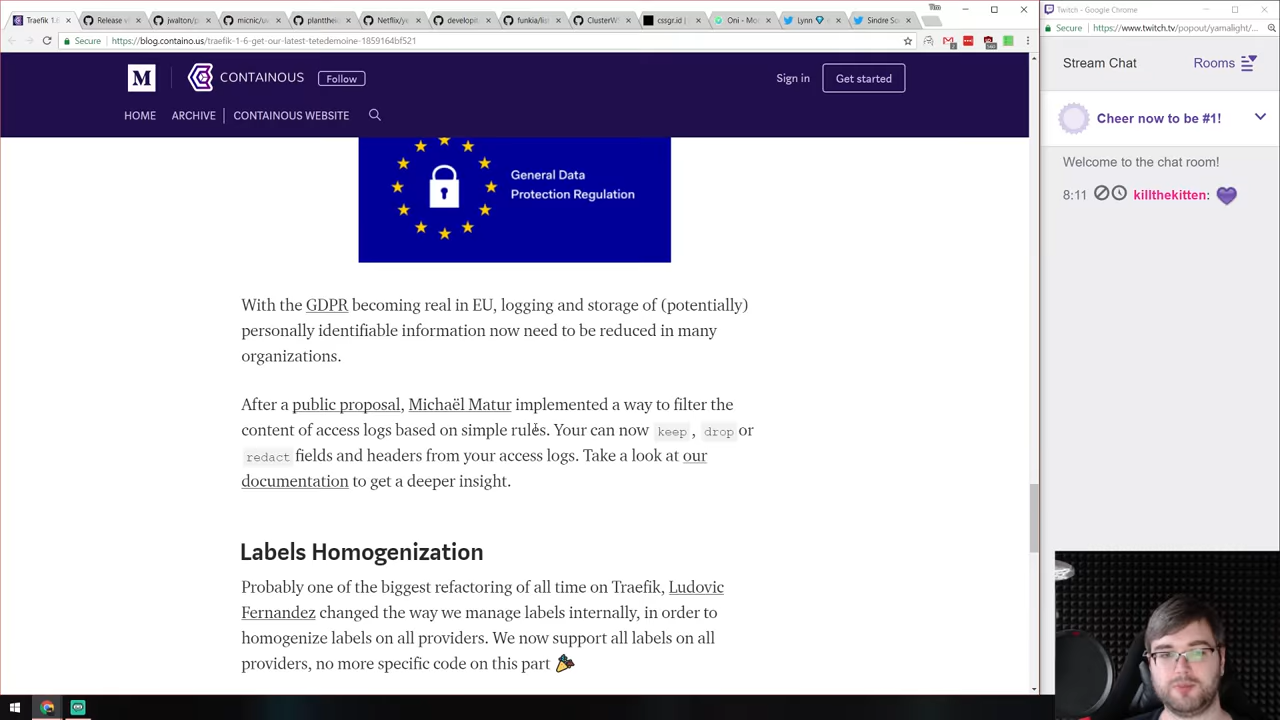 Traefik 1.6
Release v
jwalton/p
micnic/uv
Netflix/ye
developit
funkia/lig
ClusterW
cssgr.id |
Oni - Mo
Lynn
Sindre So
Tim
Secure
https://blog.containo.us/traefik-1-6-get-our-latest-tetedemoine-1859164bf521
M
CONTAINOUS
Follow
Sign in
Get started
HOME
ARCHIVE
CONTAINOUS WEBSITE
General Data
Protection Regulation
With the GDPR becoming real in EU, logging and storage of (potentially)
personally identifiable information now need to be reduced in many
organizations.
After a public proposal, Michaël Matur implemented a way to filter the
content of access logs based on simple rules. Your can now keep , drop or
redact fields and headers from your access logs. Take a look at our
documentation to get a deeper insight.
Labels Homogenization
Probably one of the biggest refactoring of all time on Traefik, Ludovic
Fernandez changed the way we manage labels internally, in order to
homogenize labels on all providers. We now support all labels on all
providers, no more specific code on this part
Twitch - Google Chrome
https://www.twitch.tv/popout/yamalight/...
Stream Chat
Rooms
Cheer now to be #1!
Welcome to the chat room!
8:11 killthekitten: